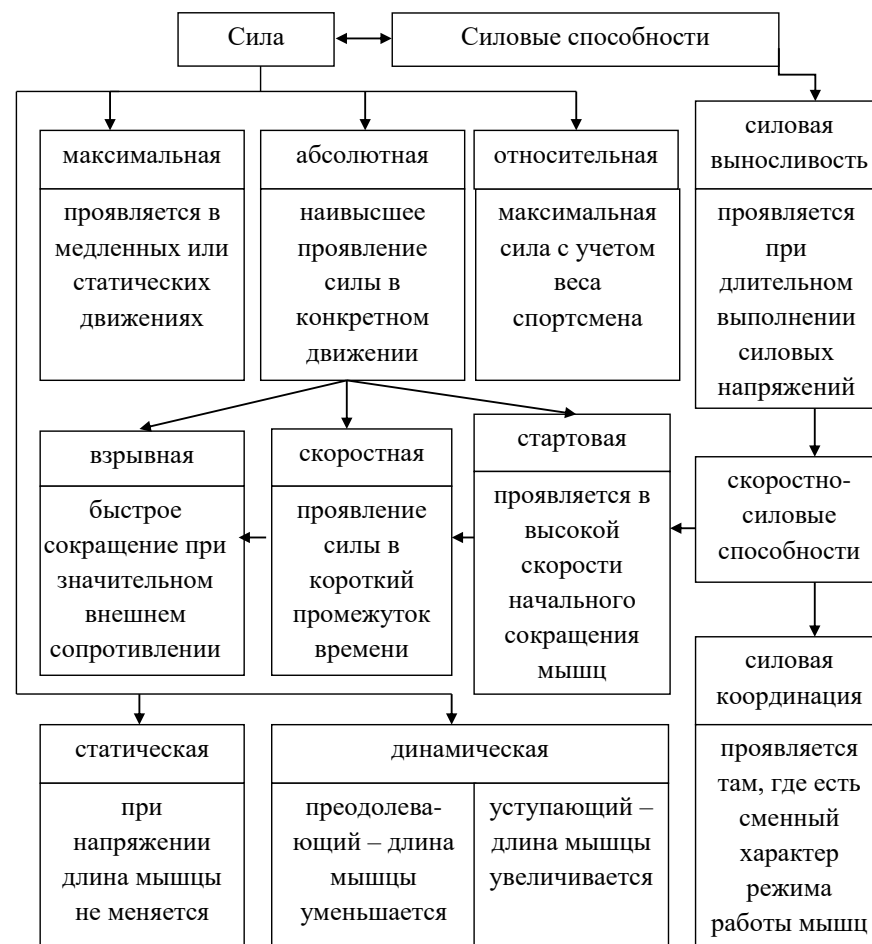 Сила
Силовые способности
максимальная
проявляется в
медленных или
статических
движениях
абсолютная
наивысшее
проявление
силы в
конкретном
движении
относительная
максимальная
сила с учетом
веса
спортсмена
силовая
выносливость
проявляется
при
длительном
выполнении
силовых
напряжений
взрывная
быстрое
сокращение при
значительном
внешнем
сопротивлении
скоростная
проявление
силы в
короткий
промежуток
времени
стартовая
проявляется в
высокой
скорости
начального
сокращения
мышц
скоростно-
силовые
способности
силовая
координация
проявляется
там, где есть
сменный
характер
режима
работы мышц
статическая
при
напряжении
длина мышцы
не меняется
динамическая
преодолева-
ющий – длина
мышцы
уменьшается
уступающий –
длина мышцы
увеличивается